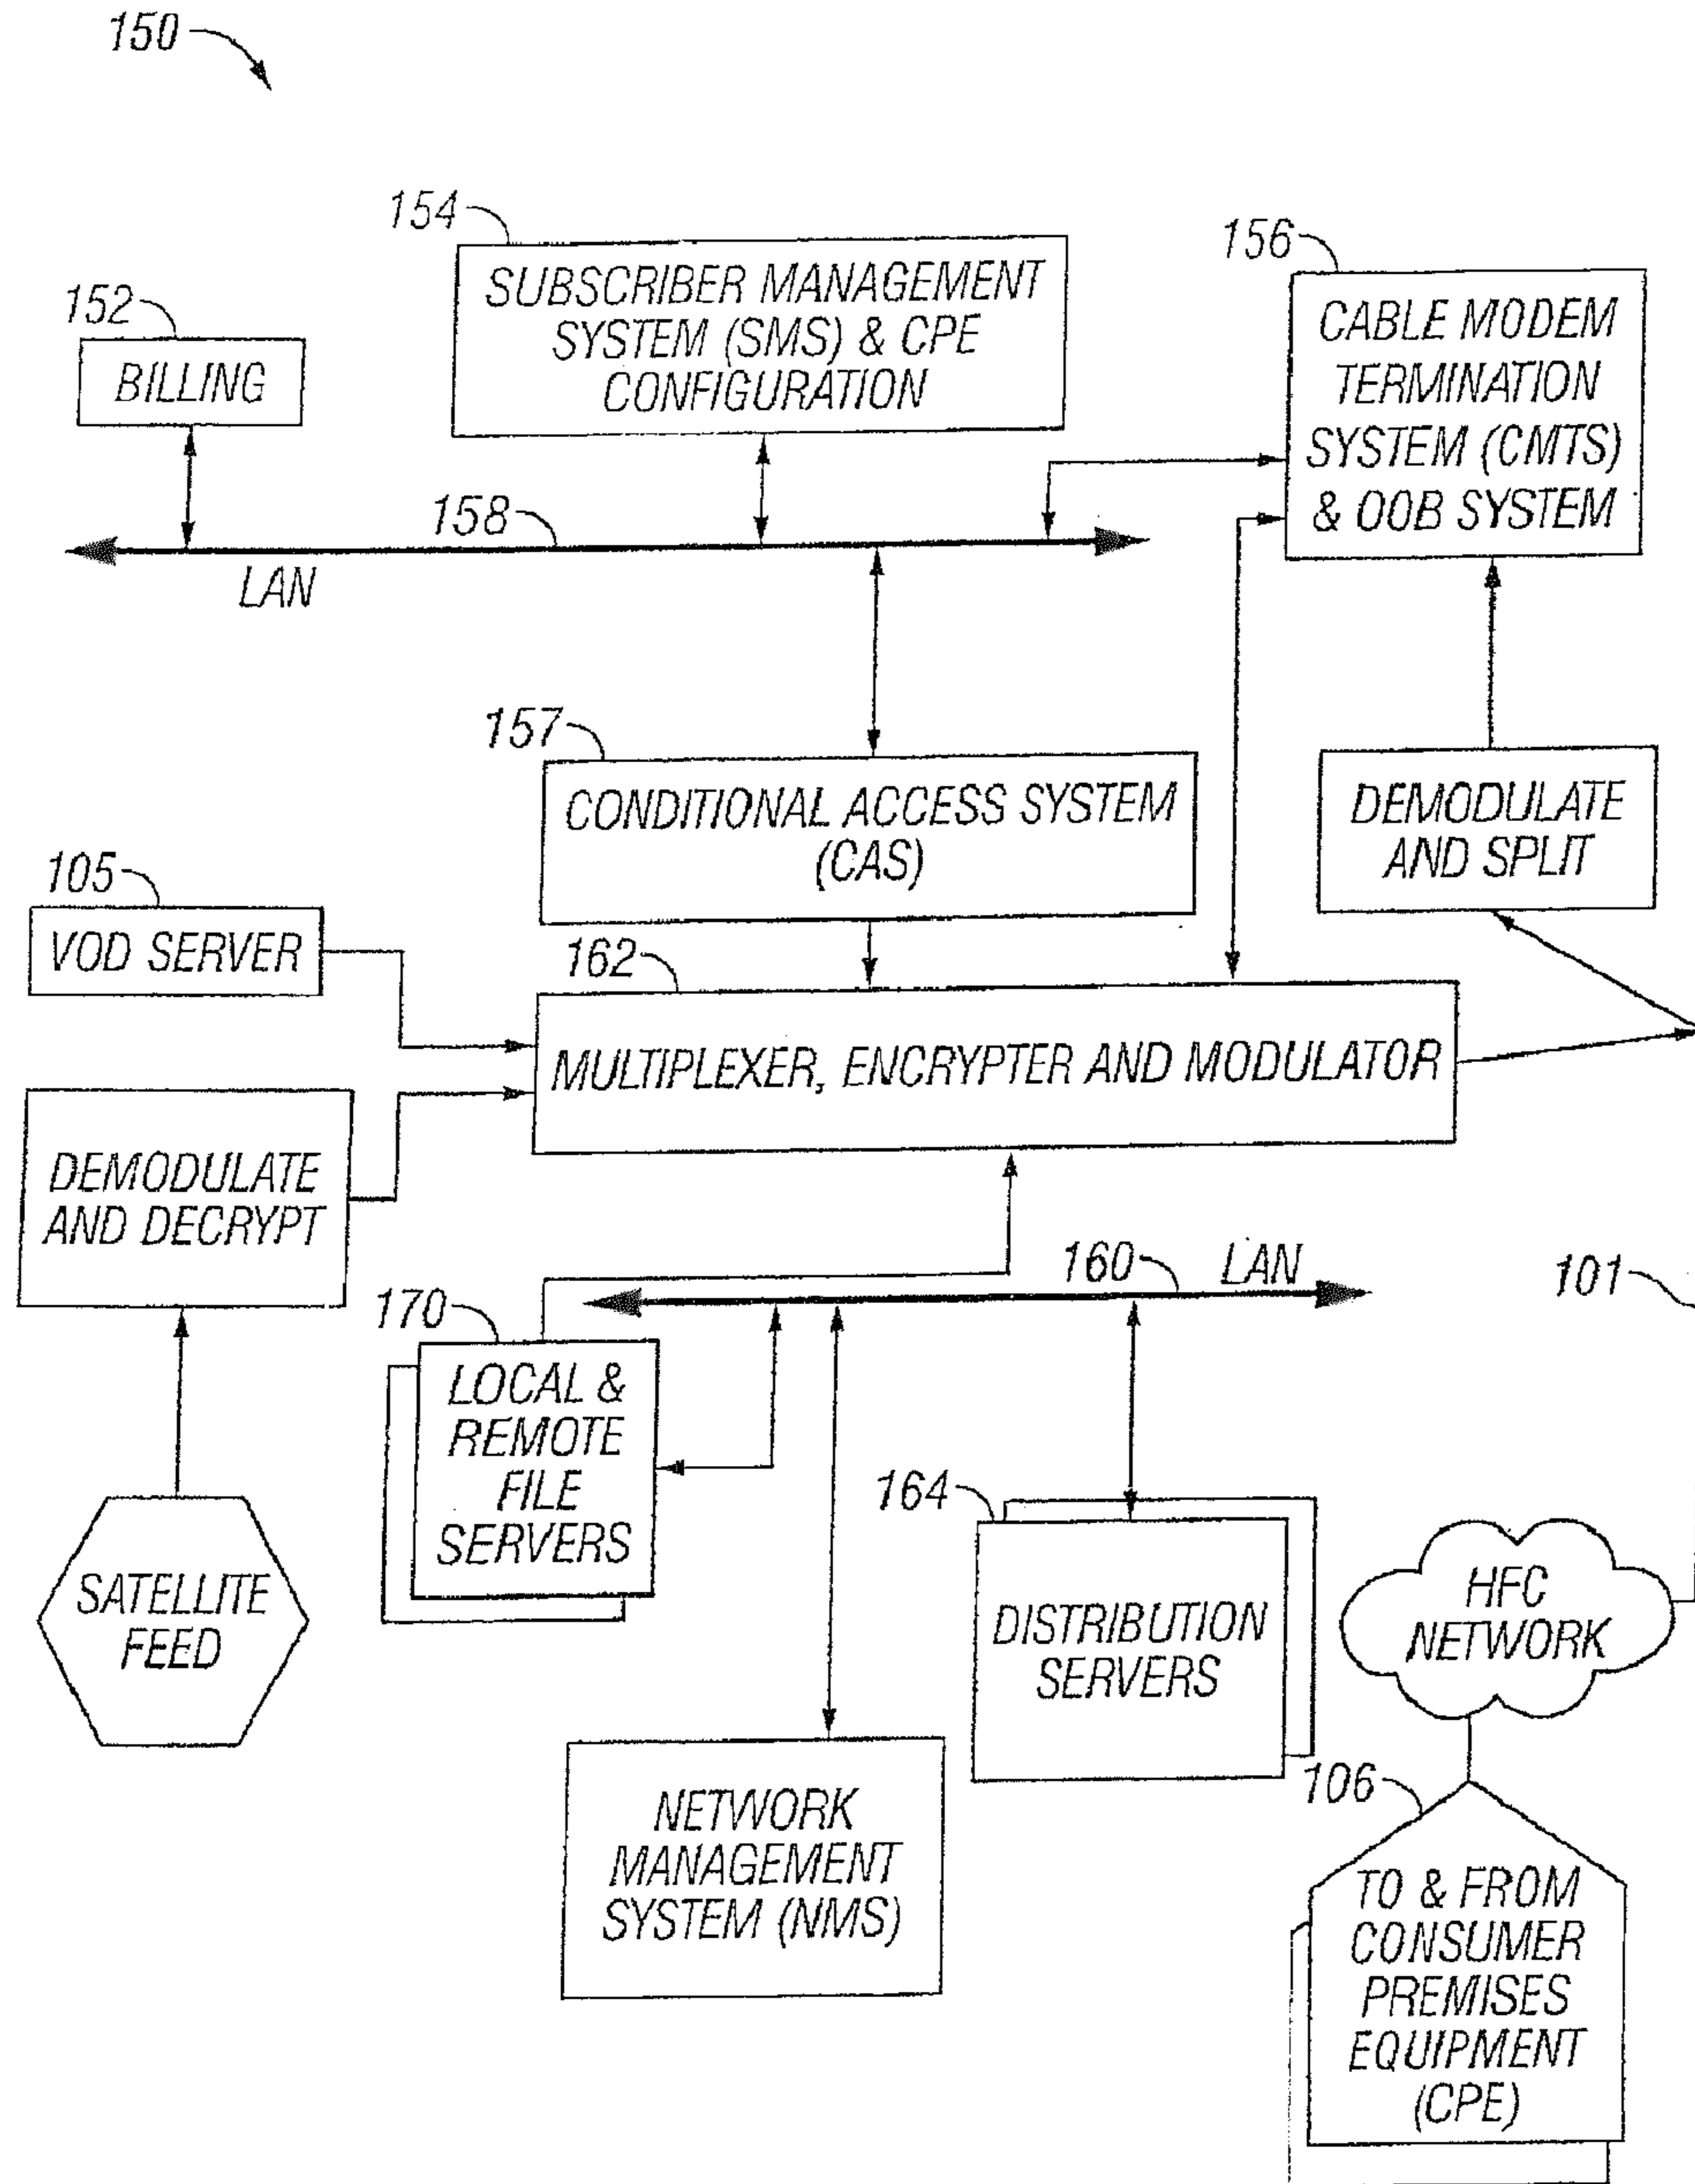 150
154
SUBSCRIBER MANAGEMENT
SYSTEM (SMS) & CPE
CONFIGURATION
156
CABLE MODEM
TERMINATION
SYSTEM (CMTS)
& OOB SYSTEM
152
BILLING
158
LAN
157
CONDITIONAL ACCESS SYSTEM
(CAS)
DEMODULATE
AND SPLIT
105
VOD SERVER
162
MULTIPLEXER, ENCRYPTER AND MODULATOR
DEMODULATE
AND DECRYPT
160
LAN
101
170
LOCAL &
REMOTE
FILE
SERVERS
SATELLITE
FEED
164
DISTRIBUTION
SERVERS
HFC
NETWORK
NETWORK
MANAGEMENT
SYSTEM (NMS)
106
TO & FROM
CONSUMER
PREMISES
EQUIPMENT
(CPE)